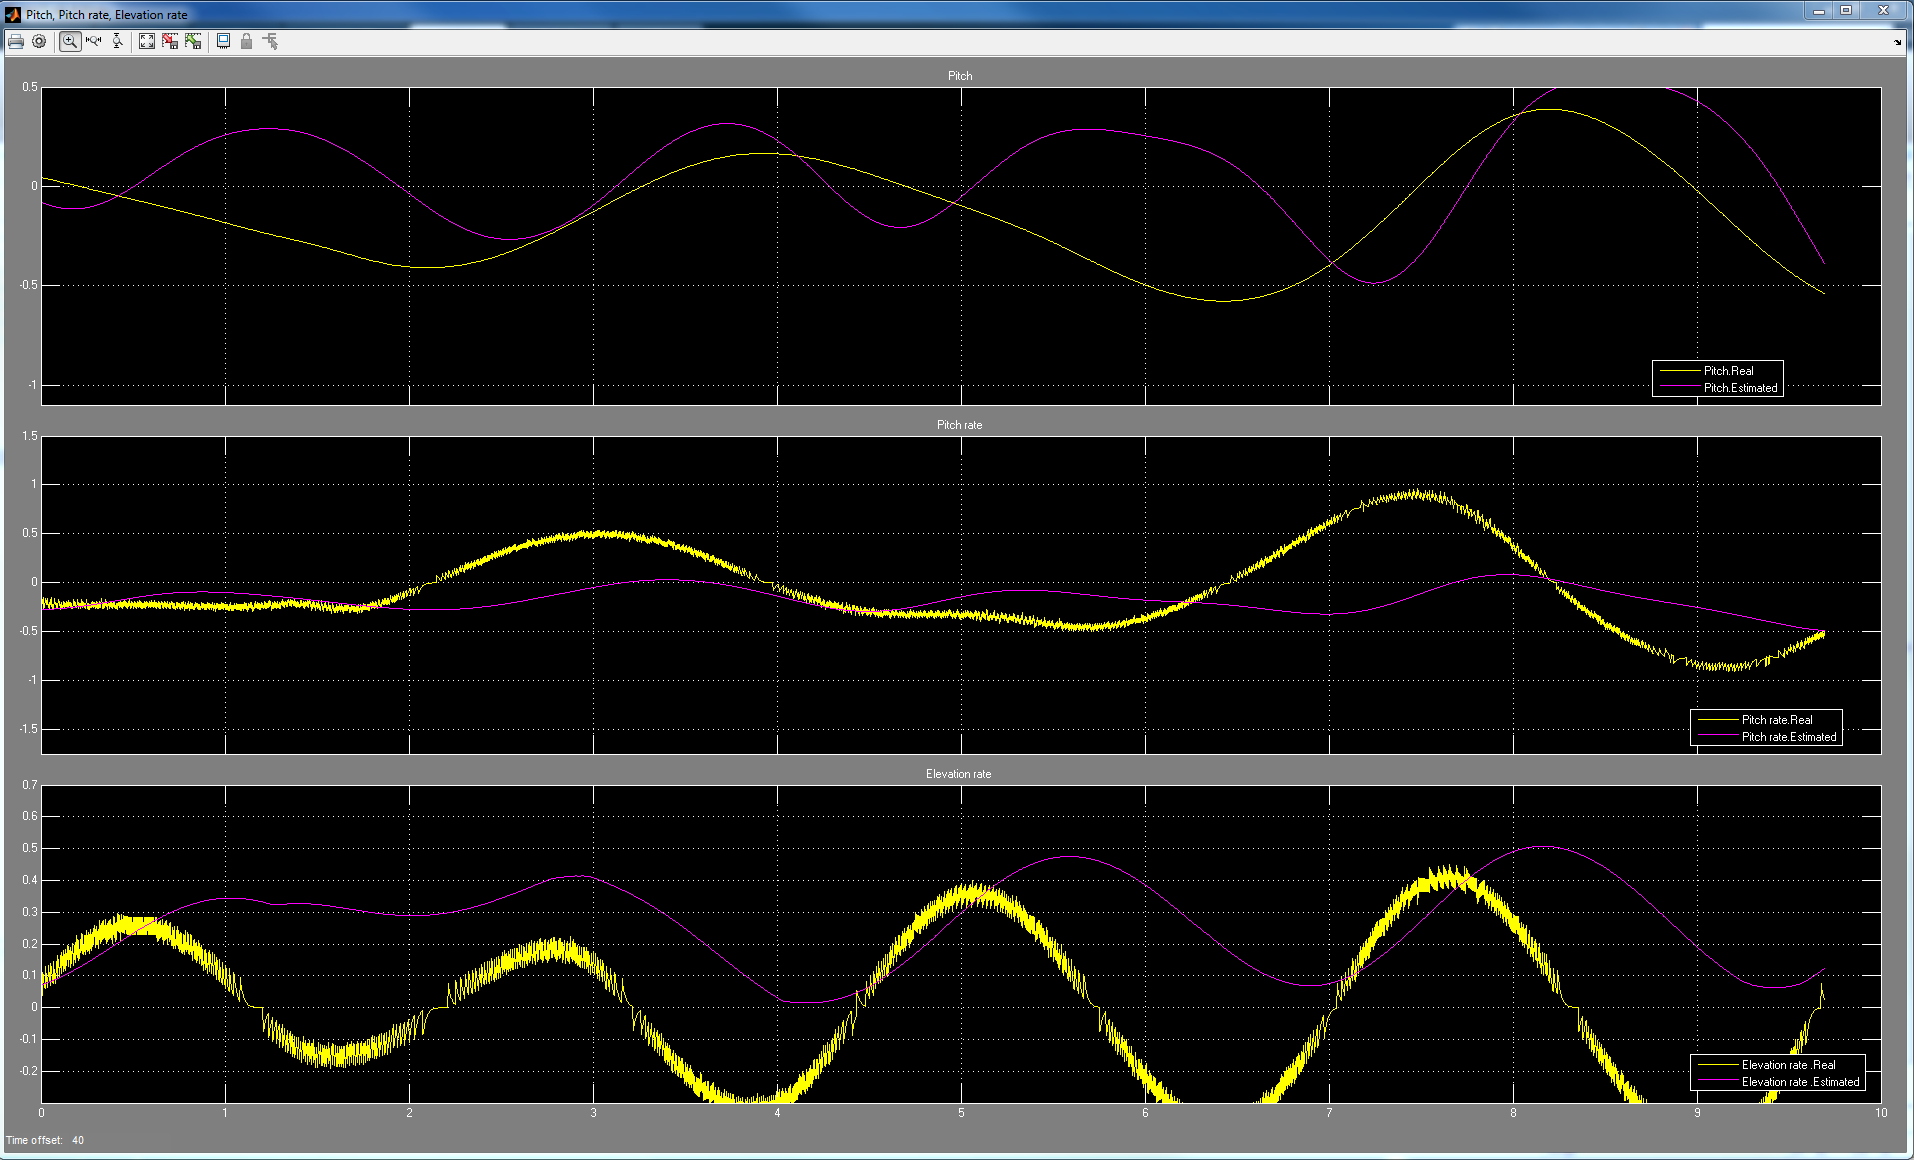 Pitch, Pitch rate, Elevation rate
Pitch
0.5
0
-0.5
-1
Pitch.Real
Pitch.Estimated
Pitch rate
1.5
1
0.5
0
-0.5
-1
-1.5
Pitch rate.Real
Pitch rate.Estimated
Elevation rate
0.7
0.6
0.5
0.4
0.3
0.2
0.1
0
-0.1
-0.2
Elevation rate .Real
Elevation rate .Estimated
0 1 2 3 4 5 6 7 8 9 10
Time offset: 40